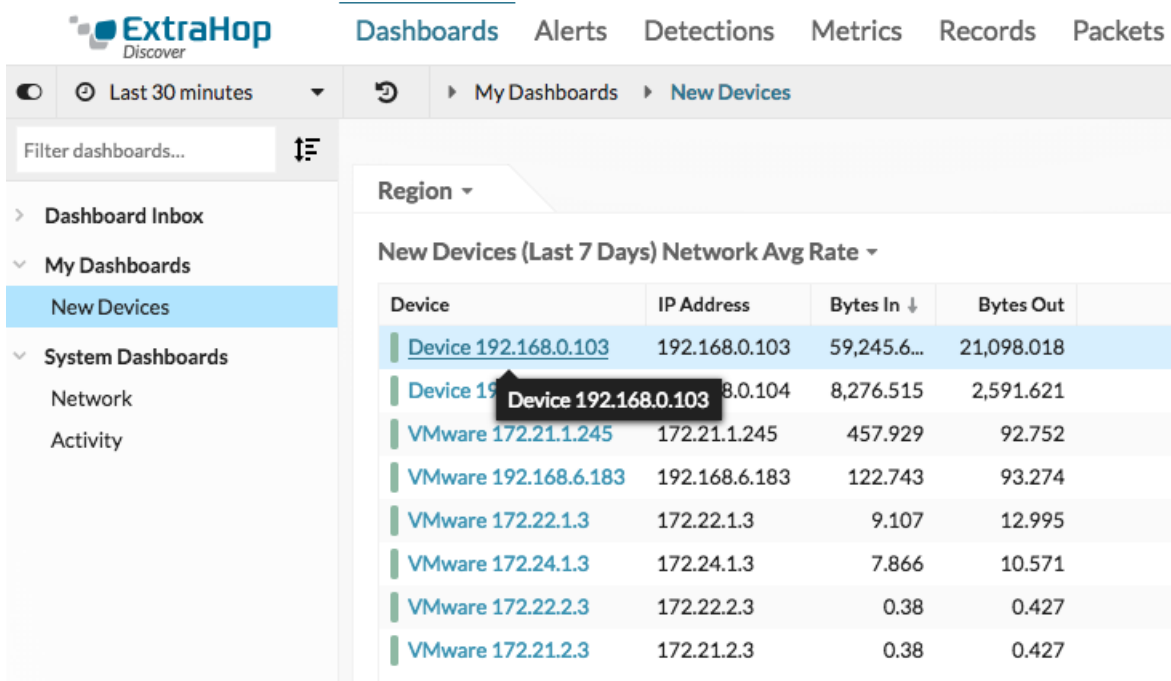 ExtraHop
Discover
Dashboards Alerts Detections Metrics Records Packets
Last 30 minutes My Dashboards New Devices
Filter dashboards...
Dashboard Inbox
My Dashboards
New Devices
System Dashboards
Network
Activity
Region
New Devices (Last 7 Days) Network Avg Rate
Device IP Address Bytes In ↓ Bytes Out
Device 192.168.0.103 192.168.0.103 59,245.6... 21,098.018
Device 19 8.0.104 8,276.515 2,591.621
Device 192.168.0.103
VMware 172.21.1.245 172.21.1.245 457.929 92.752
VMware 192.168.6.183 192.168.6.183 122.743 93.274
VMware 172.22.1.3 172.22.1.3 9.107 12.995
VMware 172.24.1.3 172.24.1.3 7.866 10.571
VMware 172.22.2.3 172.22.2.3 0.38 0.427
VMware 172.21.2.3 172.21.2.3 0.38 0.427